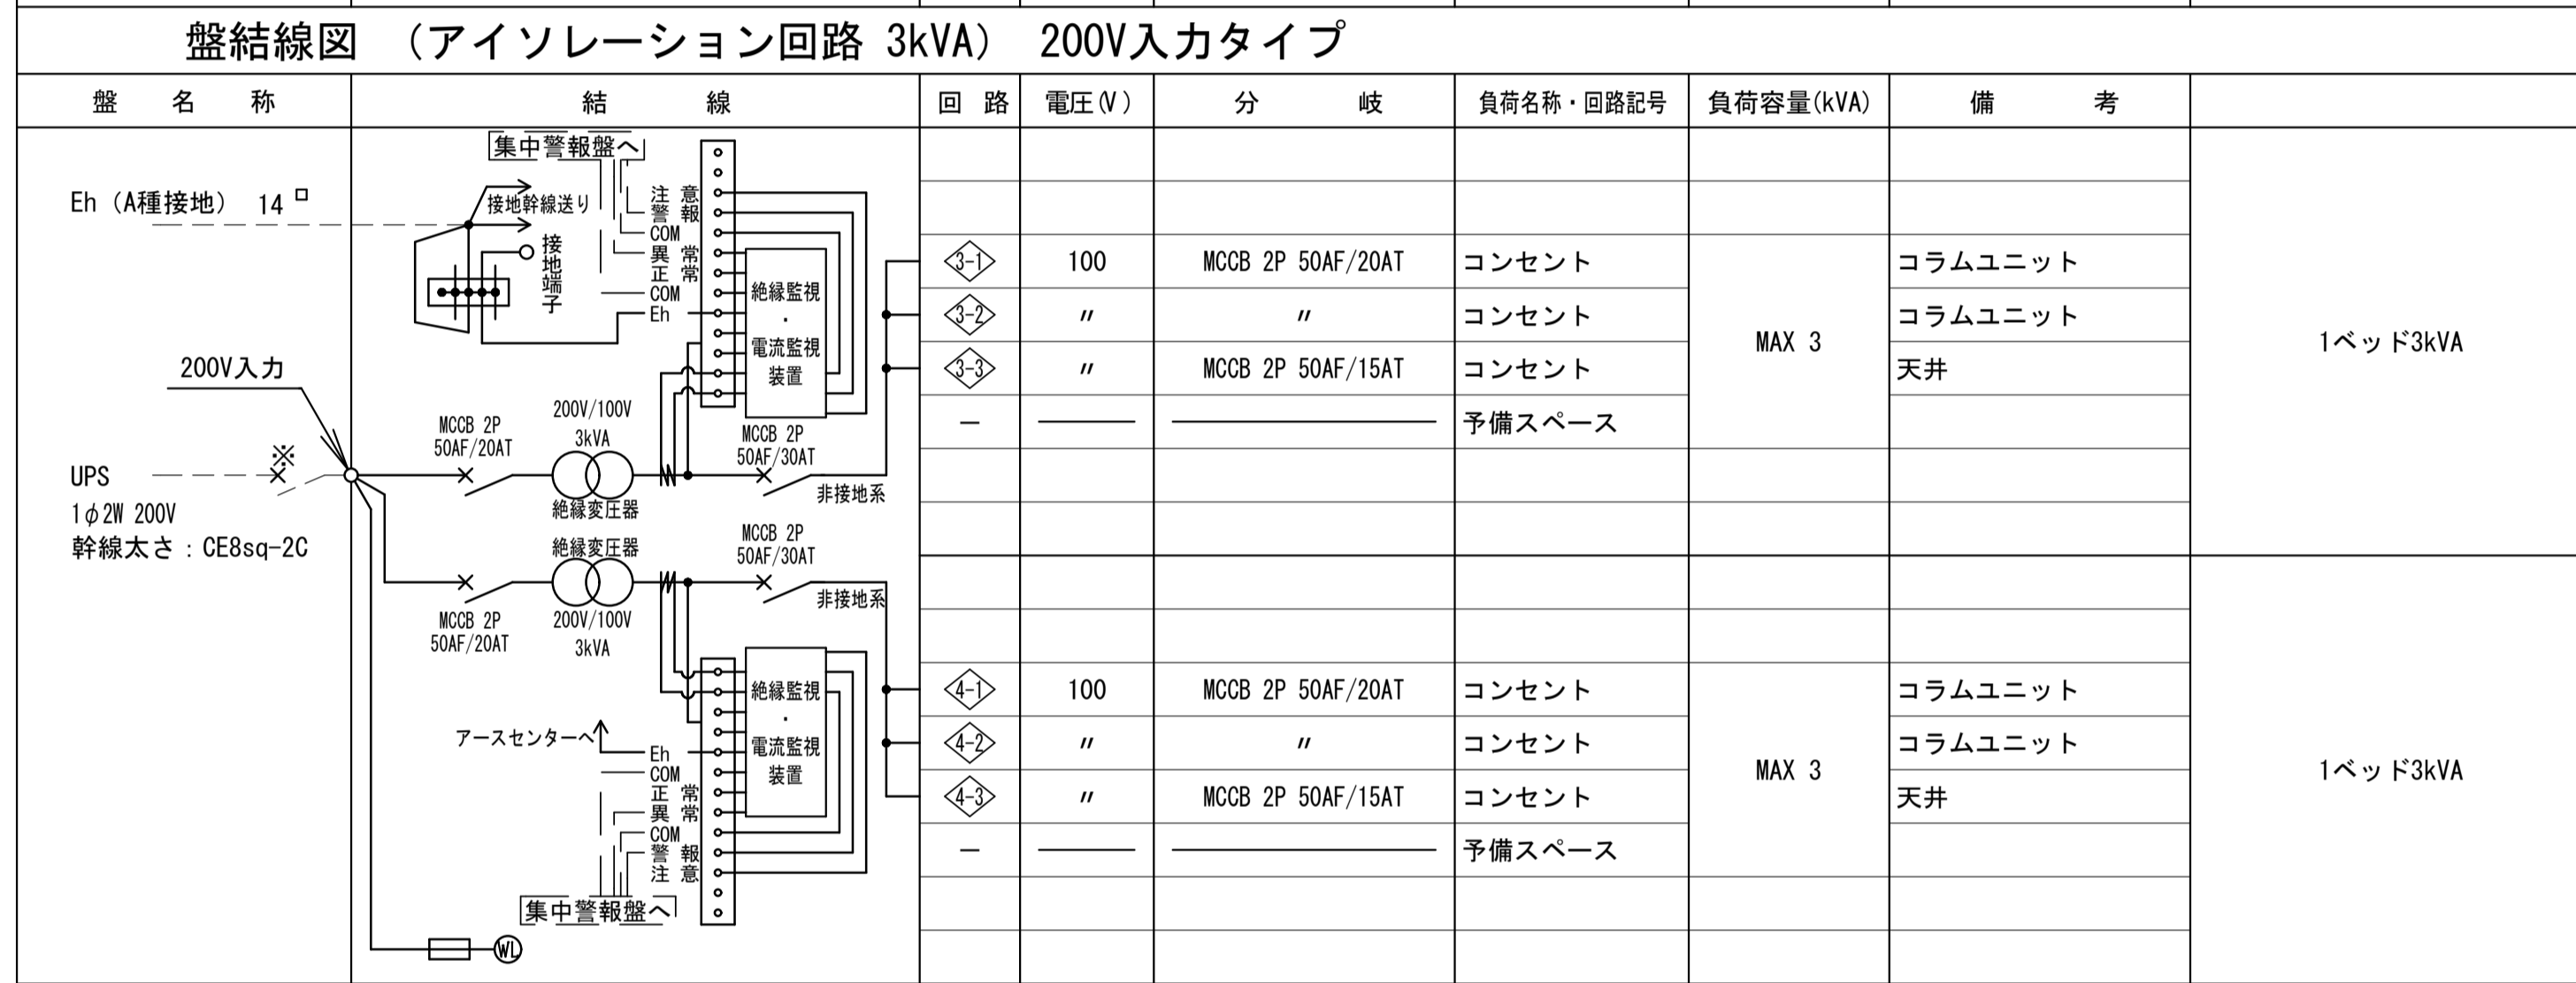 盤結線図 （アイソレーション回路 3kVA） 200V入力タイプ
盤 名 称
結 線
回 路
電圧(V)
分 岐
負荷名称・回路記号
負荷容量(kVA)
備 考
Eh（A種接地） 14□
200V入力
※
UPS
1φ2W 200V
幹線太さ：CE8sq-2C
集中警報盤へ
接地幹線送り
接地端子
注 意
警 報
COM
異 常
正 常
COM
Eh
絶縁監視
・
電流監視
装置
MCCB 2P
50AF/20AT
200V/100V
3kVA
絶縁変圧器
MCCB 2P
50AF/30AT
非接地系
絶縁変圧器
200V/100V
3kVA
MCCB 2P
50AF/20AT
MCCB 2P
50AF/30AT
非接地系
絶縁監視
・
電流監視
装置
アースセンターへ
Eh
COM
正 常
異 常
COM
警 報
注 意
集中警報盤へ
WL
3-1 100 MCCB 2P 50AF/20AT コンセント コラムユニット
3-2 〃 〃 コンセント コラムユニット
MAX 3
1ベッド3kVA
3-3 〃 MCCB 2P 50AF/15AT コンセント 天井
— ——— ——— 予備スペース
4-1 100 MCCB 2P 50AF/20AT コンセント コラムユニット
4-2 〃 〃 コンセント コラムユニット
MAX 3
1ベッド3kVA
4-3 〃 MCCB 2P 50AF/15AT コンセント 天井
— ——— ——— 予備スペース